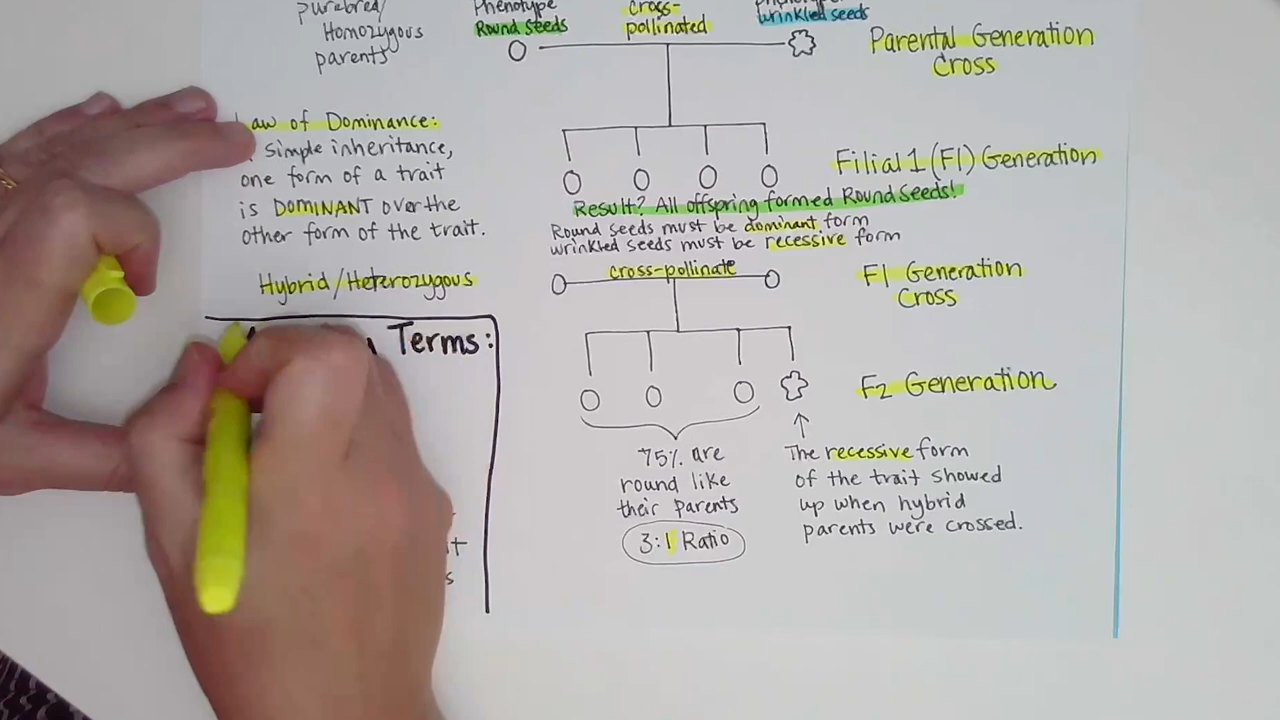 purebred/
Homozygous
parents
Phenotype
Round Seeds
cross-
pollinated
wrinkled seeds
Parental Generation
Cross
Law of Dominance:
simple inheritance,
one form of a trait
is DOMINANT over the
other form of the trait.
Hybrid/Heterozygous
Filial 1 (F1) Generation
Result? All offspring formed Round Seeds!
Round seeds must be dominant form
wrinkled seeds must be recessive form
cross-pollinate
F1 Generation
Cross
F2 Generation
75% are
round like
their parents
3:1 Ratio
The recessive form
of the trait showed
up when hybrid
parents were crossed.
Terms: